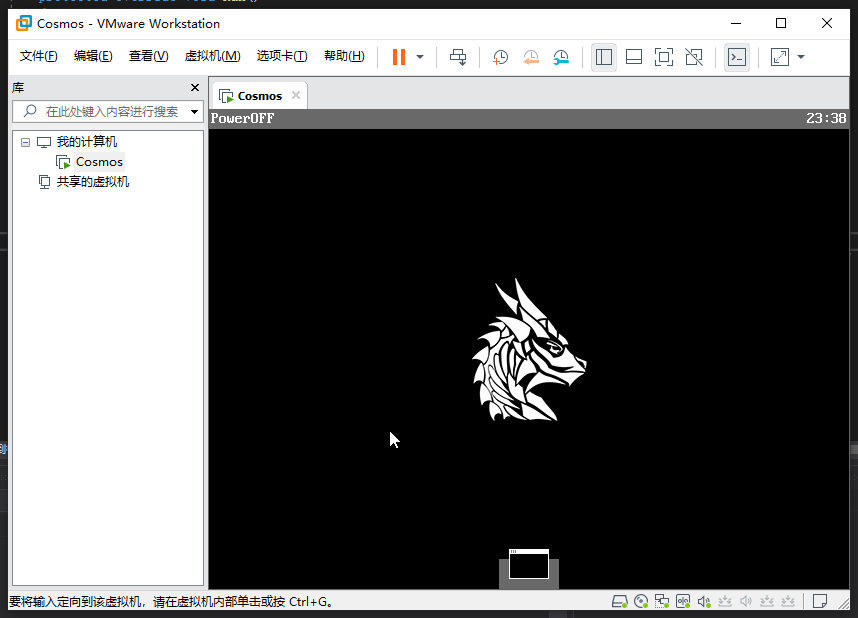 Cosmos - VMware Workstation
文件(F) 编辑(E) 查看(V) 虚拟机(M) 选项卡(T) 帮助(H)
库
在此处键入内容进行搜索
我的计算机
Cosmos
共享的虚拟机
Cosmos
PowerOFF 23:38
要将输入定向到该虚拟机，请在虚拟机内部单击或按 Ctrl+G。